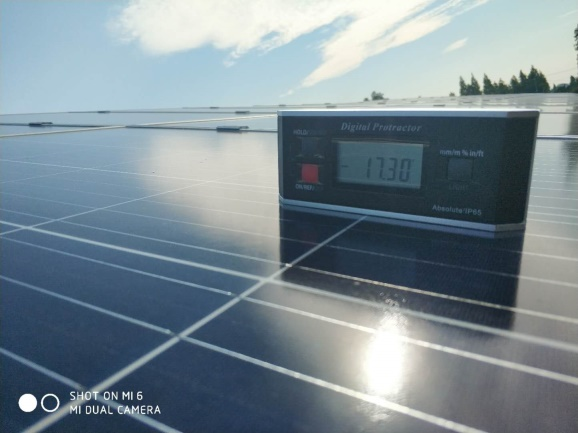 HOLD
Digital Protractor
mm/m % in/ft
- 17.30
ON/OFF
Absolute IP65
SHOT ON MI 6
MI DUAL CAMERA